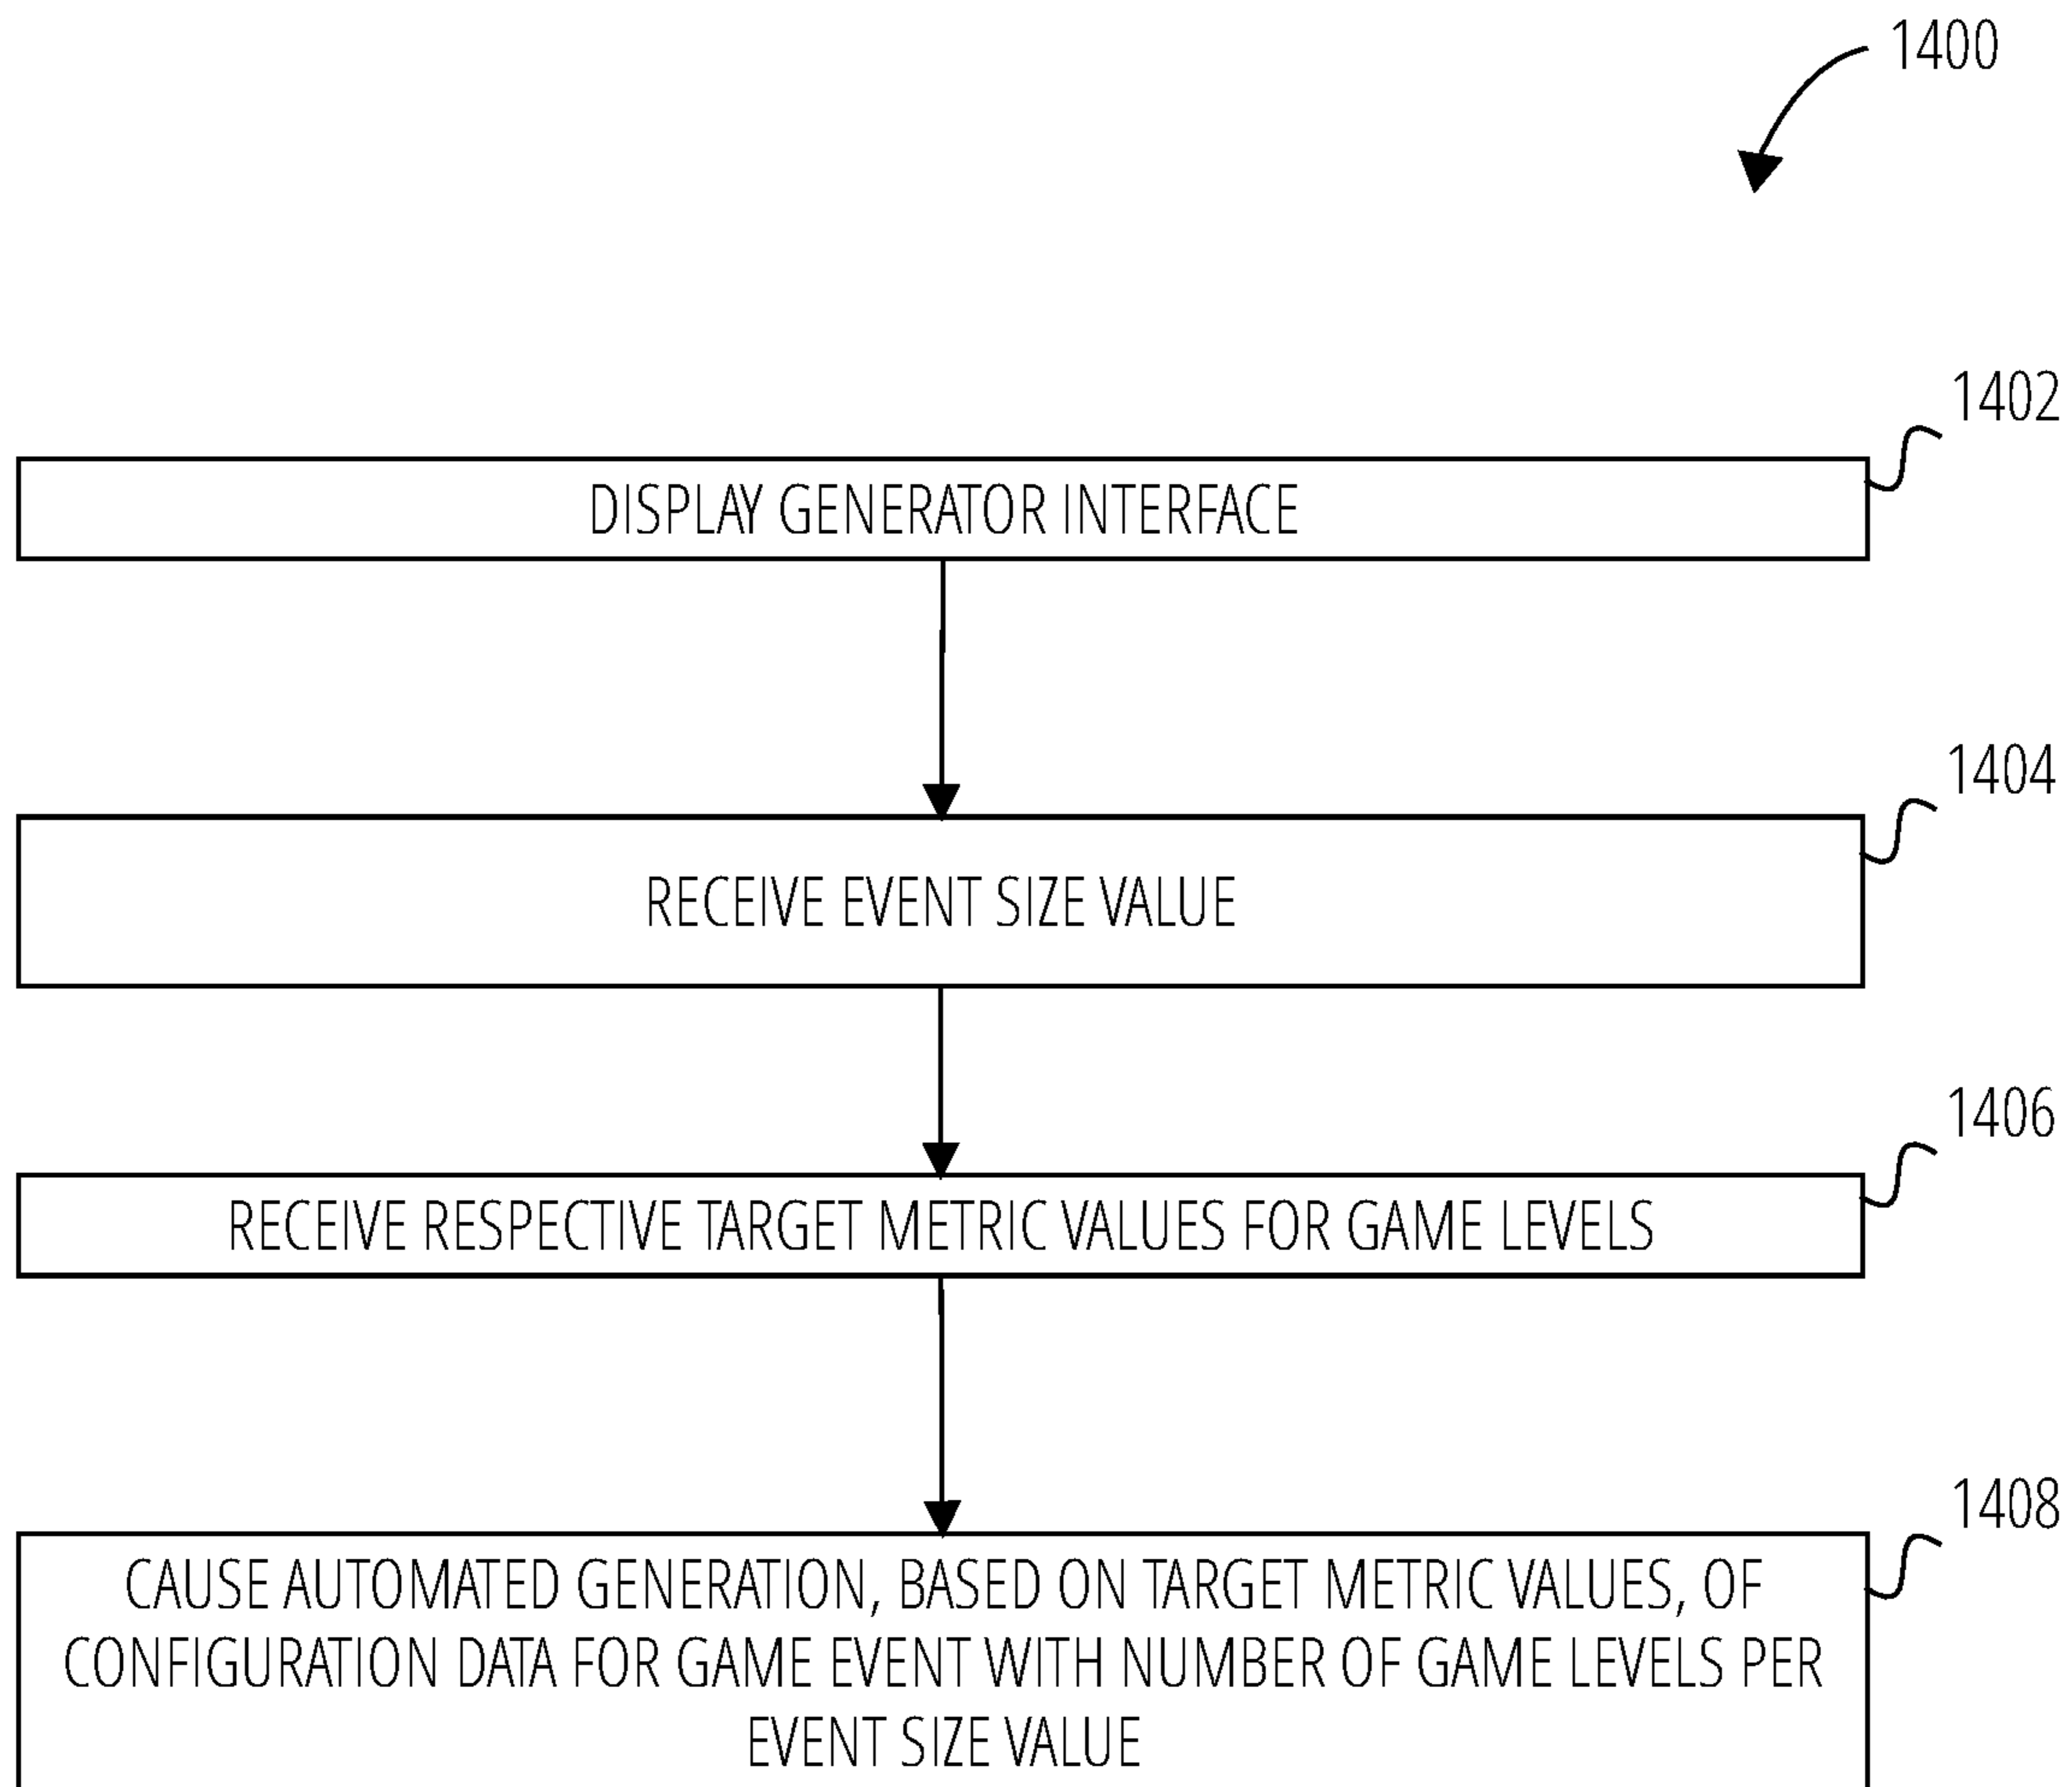 1400
1402
DISPLAY GENERATOR INTERFACE
1404
RECEIVE EVENT SIZE VALUE
1406
RECEIVE RESPECTIVE TARGET METRIC VALUES FOR GAME LEVELS
1408
CAUSE AUTOMATED GENERATION, BASED ON TARGET METRIC VALUES, OF
CONFIGURATION DATA FOR GAME EVENT WITH NUMBER OF GAME LEVELS PER
EVENT SIZE VALUE